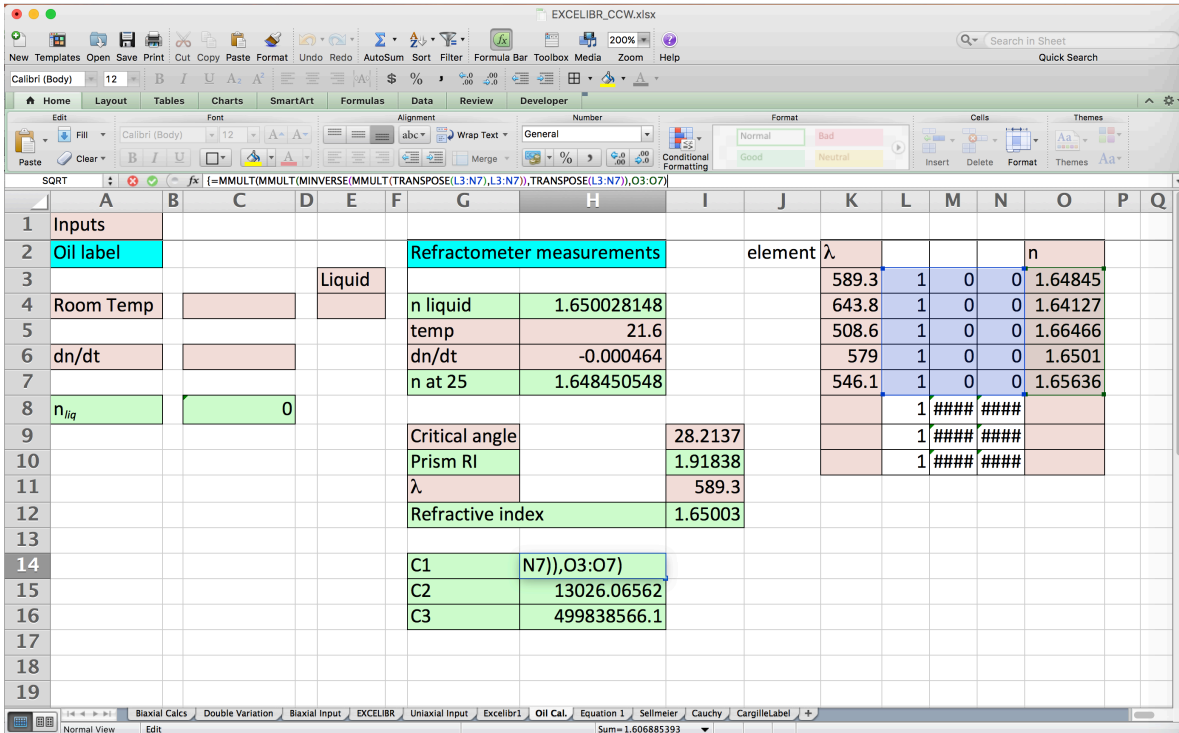 EXCELIBR_CCW.xlsx
200%
Search in Sheet
New Templates Open Save Print Cut Copy Paste Format Undo Redo AutoSum Sort Filter Formula Bar Toolbox Media Zoom Help Quick Search
Calibri (Body) 12 B I U A₂ A² $ % , .00
Home Layout Tables Charts SmartArt Formulas Data Review Developer
Edit Font Alignment Number Format Cells Themes
Fill Calibri (Body) 12 A A abc Wrap Text General Normal Bad
Paste Clear B I U A Merge % , Conditional Formatting Good Neutral Insert Delete Format Themes Aa
SQRT fx {=MMULT(MMULT(MINVERSE(MMULT(TRANSPOSE(L3:N7),L3:N7)),TRANSPOSE(L3:N7)),O3:O7)
A B C D E F G H I J K L M N O P Q
1 Inputs
2 Oil label Refractometer measurements element λ n
3 Liquid 589.3 1 0 0 1.64845
4 Room Temp n liquid 1.650028148 643.8 1 0 0 1.64127
5 temp 21.6 508.6 1 0 0 1.66466
6 dn/dt dn/dt -0.000464 579 1 0 0 1.6501
7 n at 25 1.648450548 546.1 1 0 0 1.65636
8 nliq 0 1 #### ####
9 Critical angle 28.2137 1 #### ####
10 Prism RI 1.91838 1 #### ####
11 λ 589.3
12 Refractive index 1.65003
13
14 C1 N7)),O3:O7)
15 C2 13026.06562
16 C3 499838566.1
17
18
19
Biaxial Calcs Double Variation Biaxial Input EXCELIBR Uniaxial Input Excelibr1 Oil Cal. Equation 1 Sellmeier Cauchy CargilleLabel +
Normal View Edit Sum=1.606885393